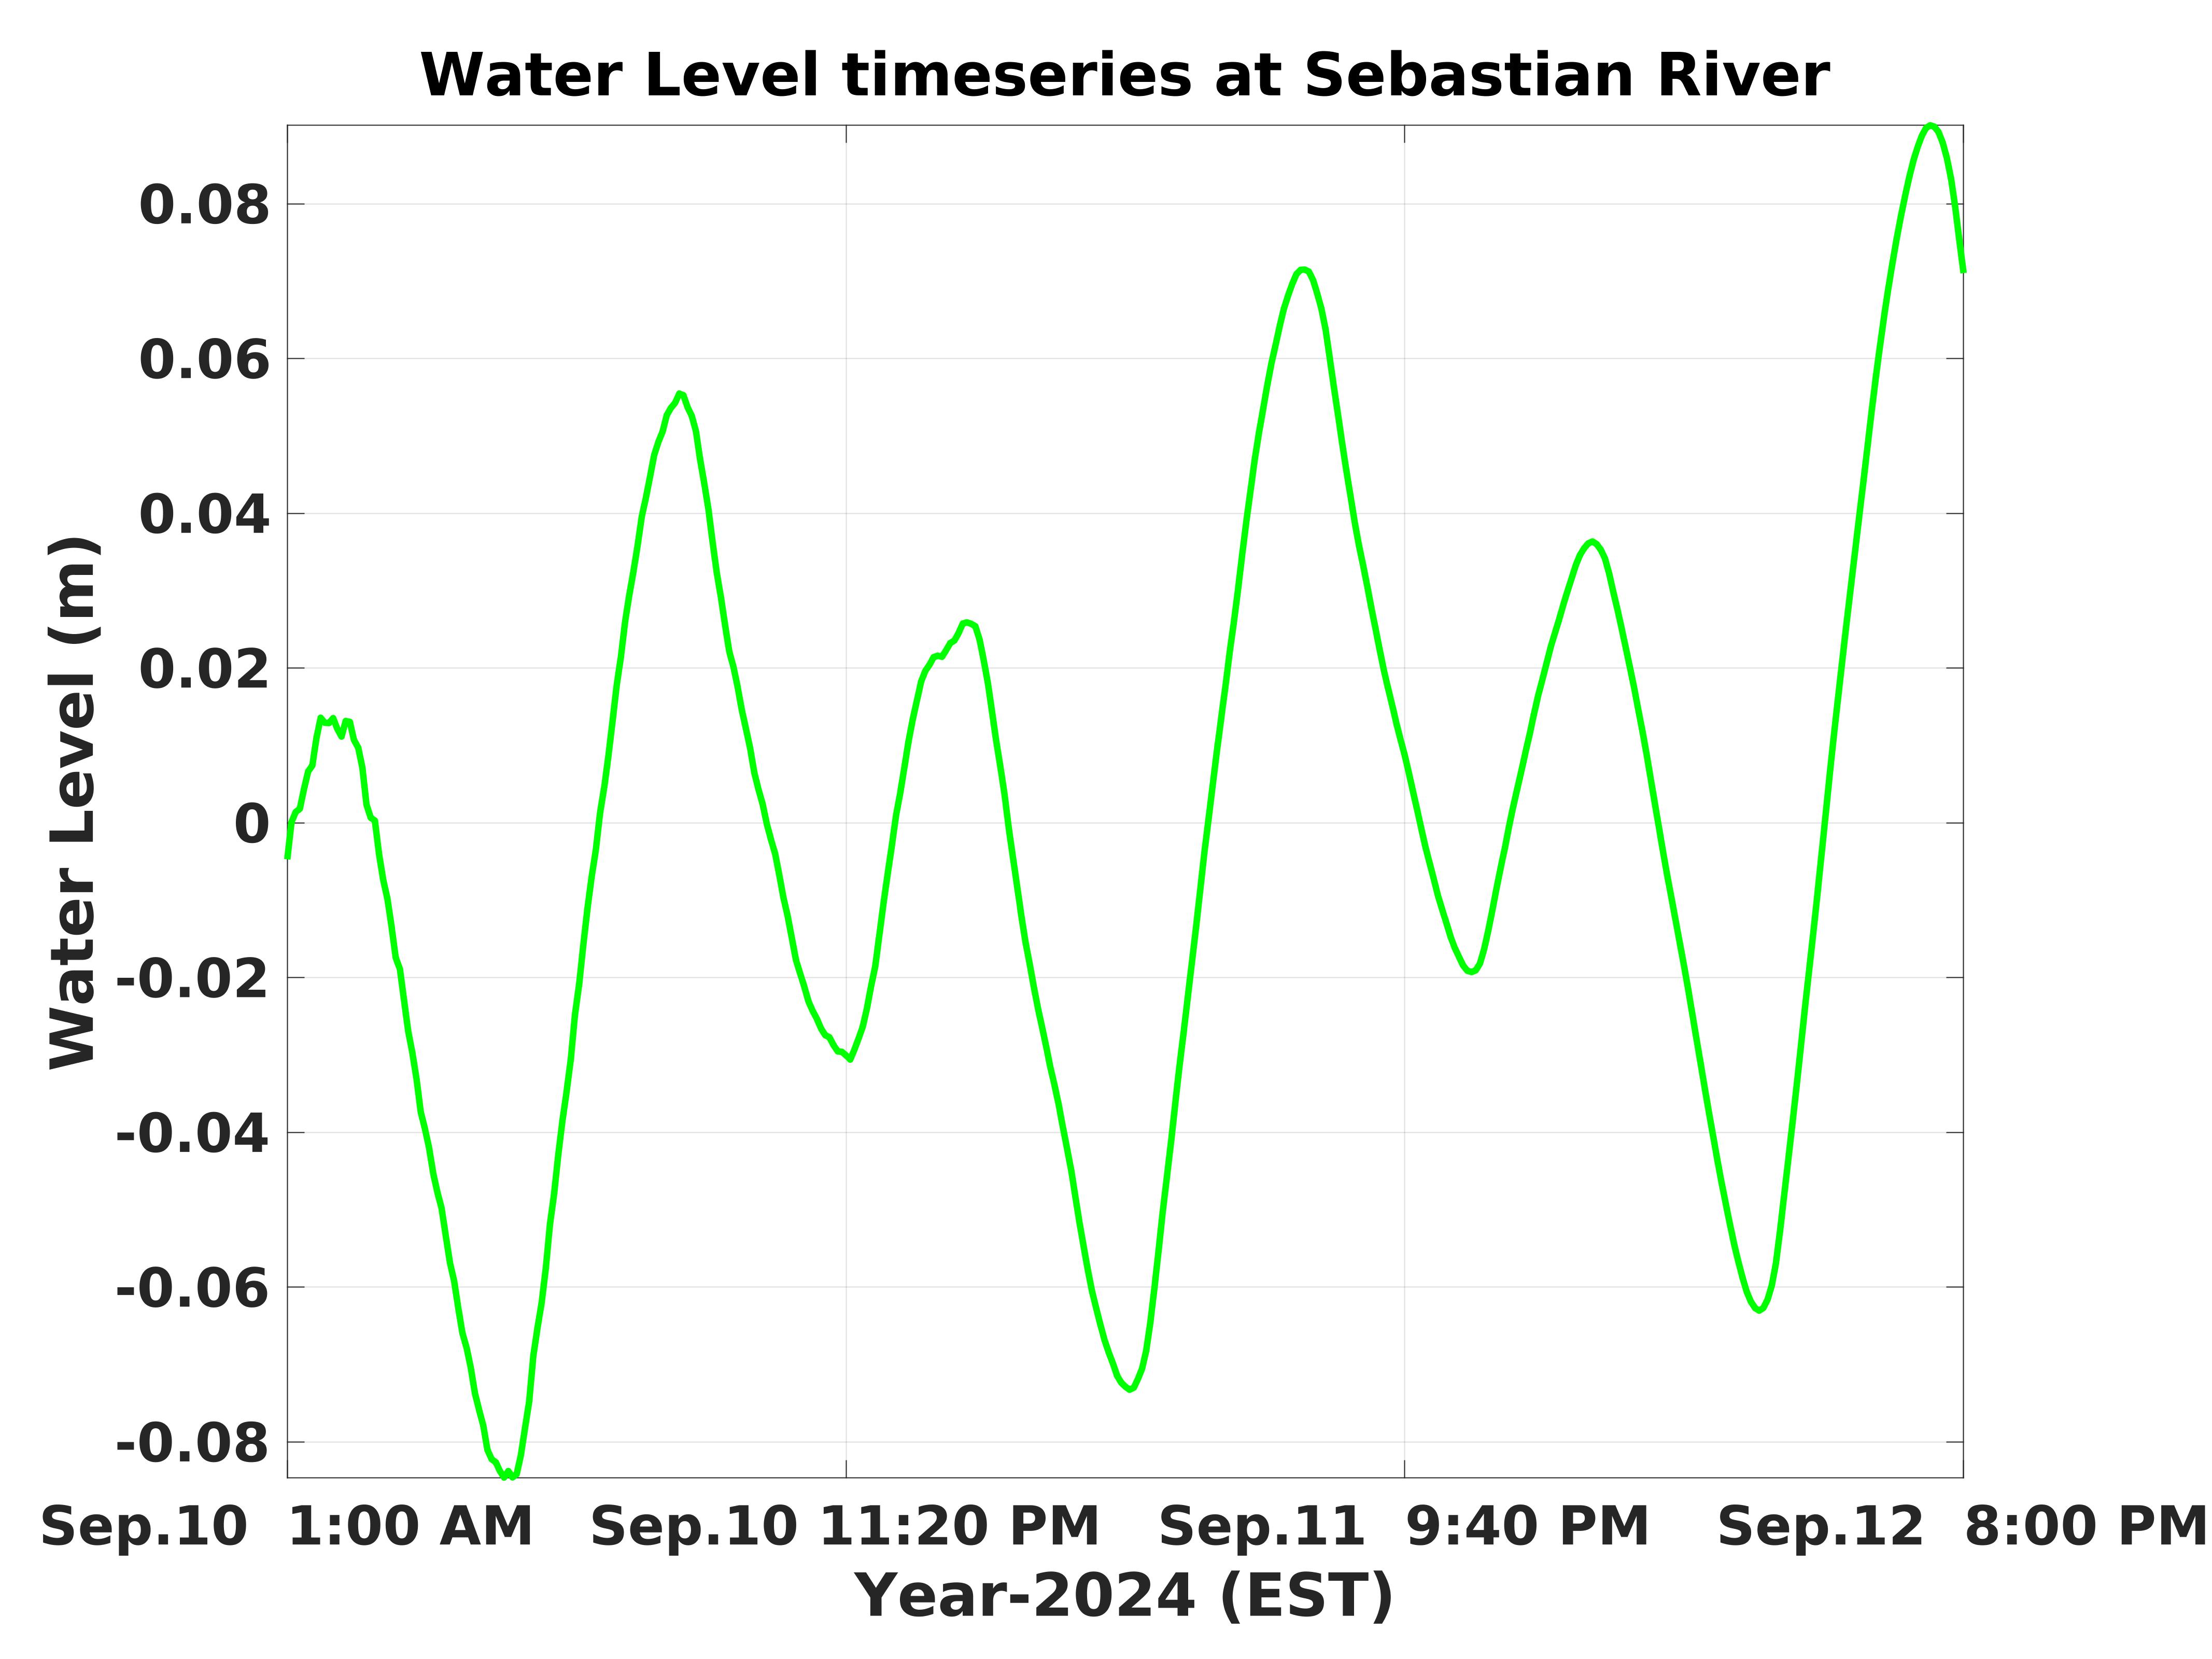 Water Level timeseries at Sebastian River
Water Level (m)
0.08
0.06
0.04
0.02
0
-0.02
-0.04
-0.06
-0.08
Sep.10  1:00 AM
Sep.10 11:20 PM
Sep.11  9:40 PM
Sep.12  8:00 PM
Year-2024 (EST)